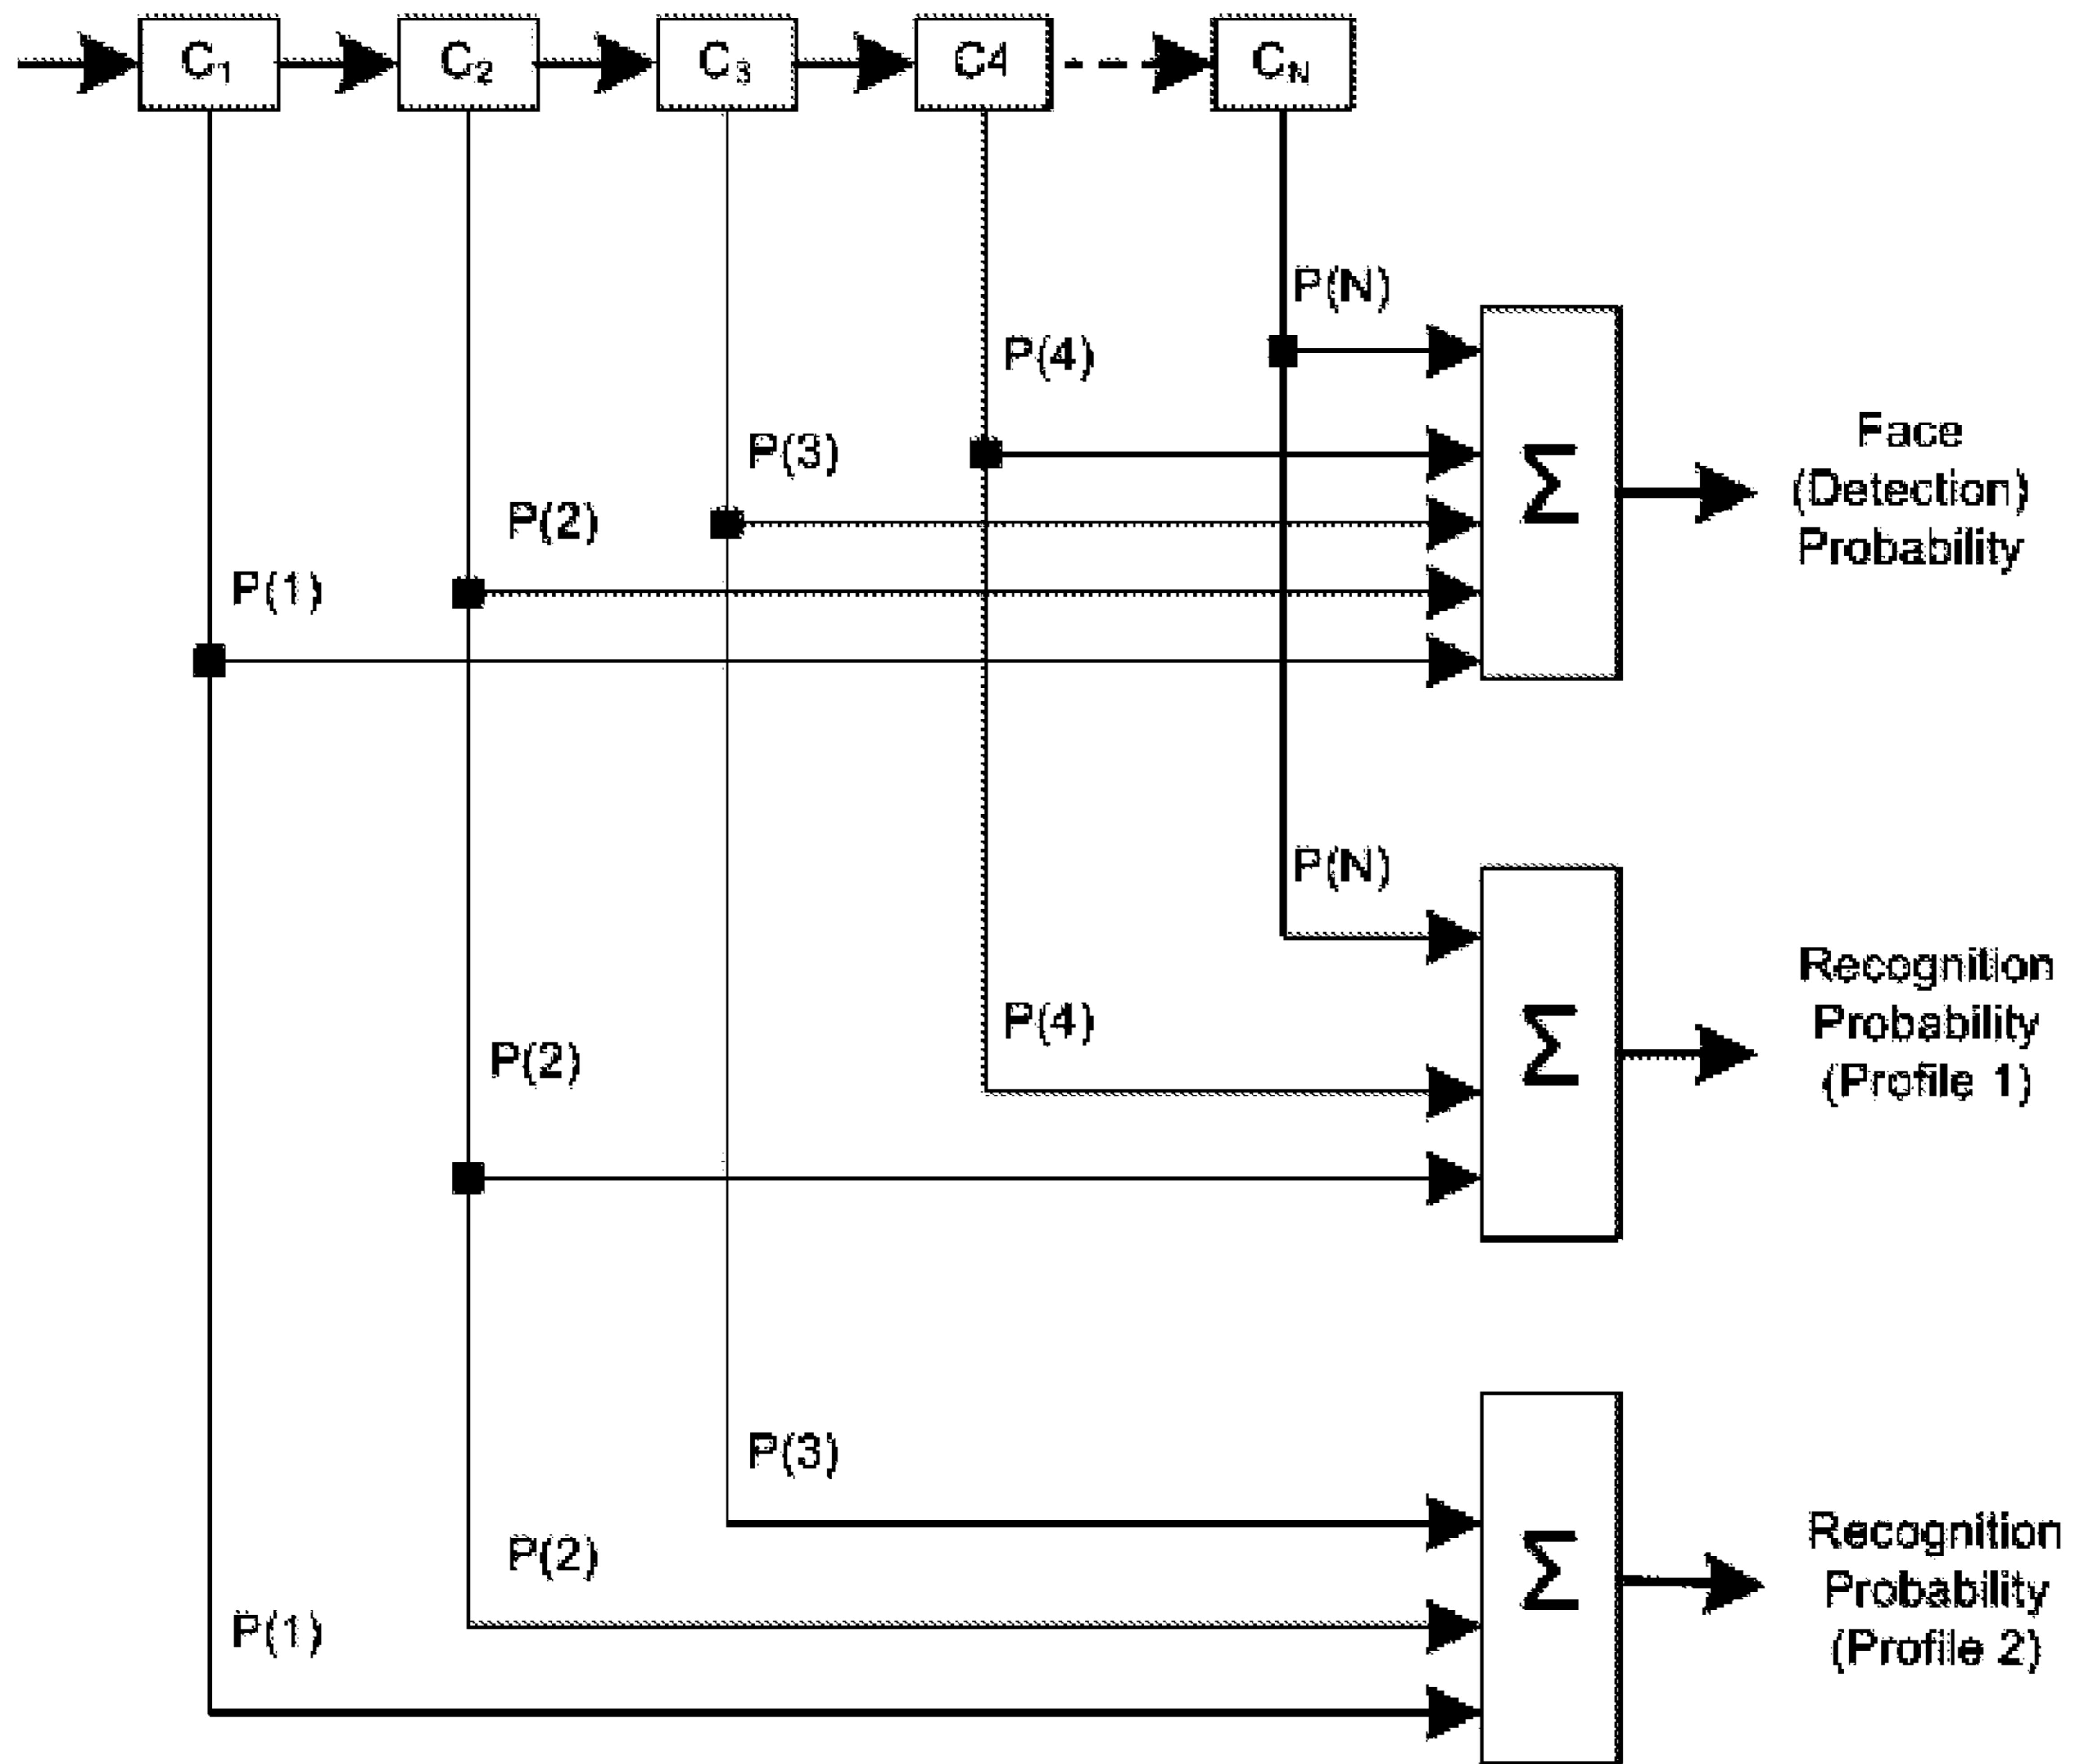 C₁ C₂ C₃ C4 C_N
P(N)
P(4)
P(3)
P(2)
P(1)
Σ
Face
(Detection)
Probability
P(N)
P(4)
P(2)
Σ
Recognition
Probability
(Profile 1)
P(3)
P(2)
P(1)
Σ
Recognition
Probability
(Profile 2)